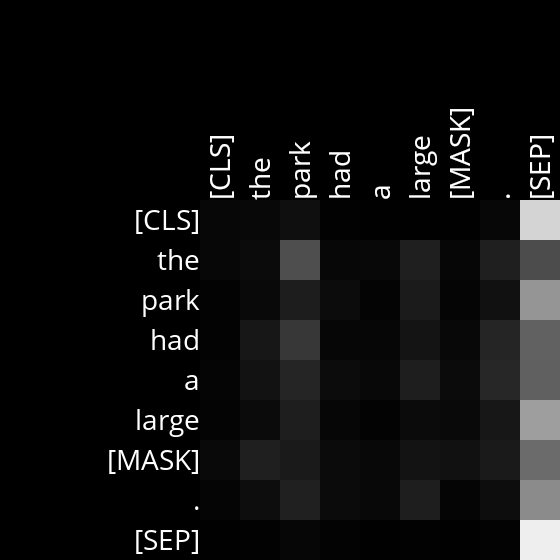 [CLS] the park had a large [MASK] . [SEP]
[CLS]
the
park
had
a
large
[MASK]
.
[SEP]